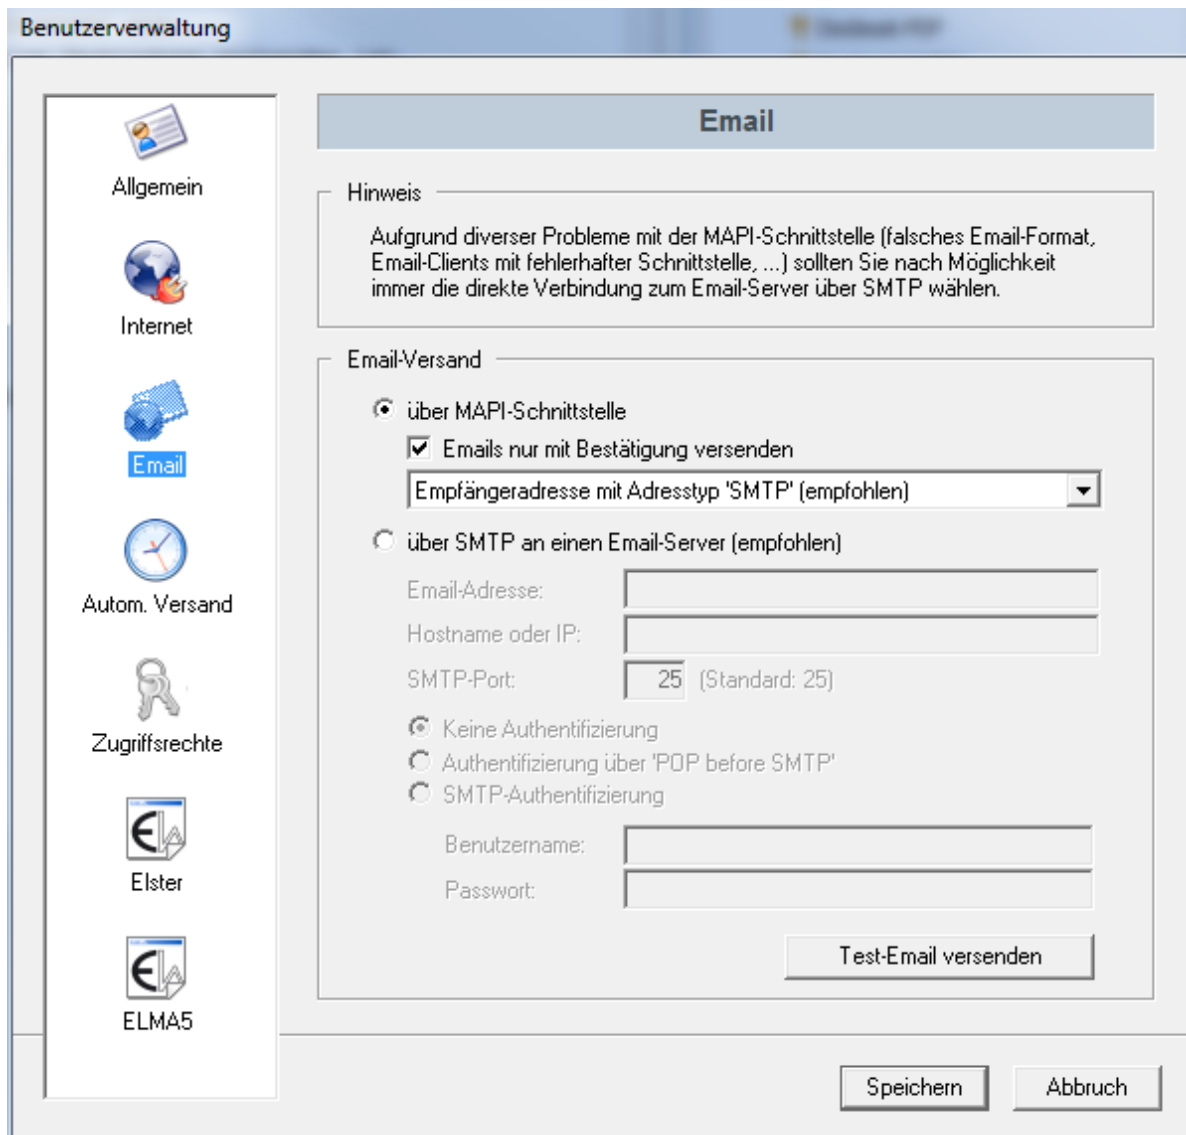 Benutzerverwaltung
Allgemein
Internet
Email
Autom. Versand
Zugriffsrechte
Elster
ELMA5
Email
Hinweis
Aufgrund diverser Probleme mit der MAPI-Schnittstelle (falsches Email-Format,
Email-Clients mit fehlerhafter Schnittstelle, ...) sollten Sie nach Möglichkeit
immer die direkte Verbindung zum Email-Server über SMTP wählen.
Email-Versand
über MAPI-Schnittstelle
Emails nur mit Bestätigung versenden
Empfängeradresse mit Adresstyp 'SMTP' (empfohlen)
über SMTP an einen Email-Server (empfohlen)
Email-Adresse:
Hostname oder IP:
SMTP-Port: 25 (Standard: 25)
Keine Authentifizierung
Authentifizierung über 'POP before SMTP'
SMTP-Authentifizierung
Benutzername:
Passwort:
Test-Email versenden
Speichern Abbruch